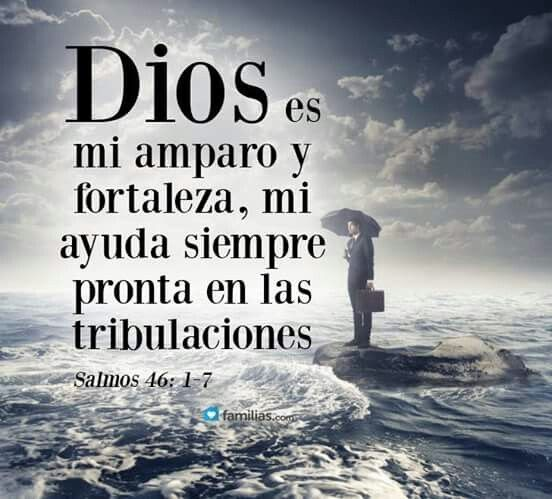 Dios es
mi amparo y
fortaleza, mi
ayuda siempre
pronta en las
tribulaciones
Salmos 46: 1-7
familias.com